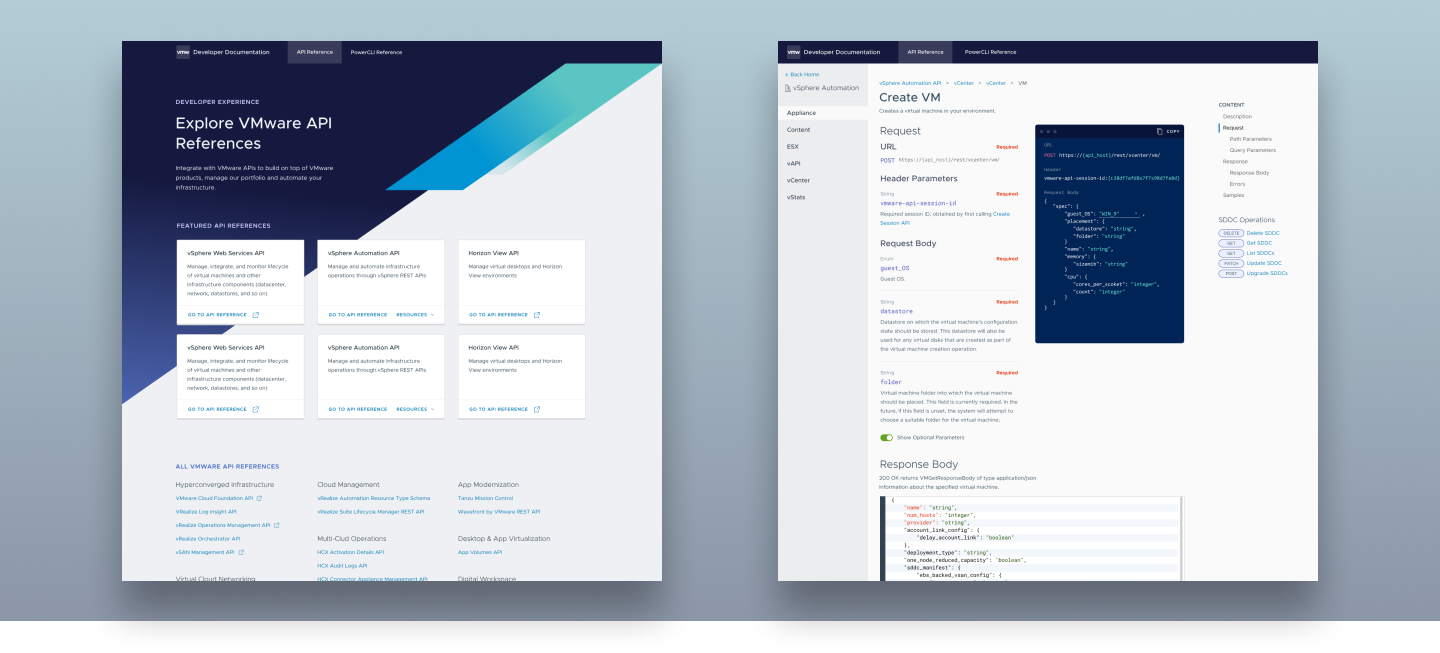 vmw Developer Documentation API Reference PowerCLI Reference
DEVELOPER EXPERIENCE
Explore VMware API
References
Integrate with VMware APIs to build on top of VMware
products, manage our portfolio and automate your
infrastructure.
FEATURED API REFERENCES
vSphere Web Services API
Manage, integrate, and monitor lifecycle
of virtual machines and other
infrastructure components (datacenter,
network, datastores, and so on)
GO TO API REFERENCE
vSphere Automation API
Manage and automate infrastructure
operations through vSphere REST APIs
GO TO API REFERENCE RESOURCES
Horizon View API
Manage virtual desktops and Horizon
View environments
GO TO API REFERENCE
vSphere Web Services API
Manage, integrate, and monitor lifecycle
of virtual machines and other
infrastructure components (datacenter,
network, datastores, and so on)
GO TO API REFERENCE
vSphere Automation API
Manage and automate infrastructure
operations through vSphere REST APIs
GO TO API REFERENCE RESOURCES
Horizon View API
Manage virtual desktops and Horizon
View environments
GO TO API REFERENCE
ALL VMWARE API REFERENCES
Hyperconverged Infrastructure
VMware Cloud Foundation API
VRealize Log Insight API
vRealize Operations Management API
vRealize Orchestrator API
vSAN Management API
Virtual Cloud Networking
Cloud Management
vRealize Automation Resource Type Schema
vRealize Suite Lifecycle Manager REST API
Multi-Clud Operations
HCX Activation Details API
HCX Audit Logs API
HCX Connector Appliance Management API
App Modernization
Tanzu Mission Control
Wavefront by VMware REST API
Desktop & App Virtualization
App Volumes API
Digital Workspace
vmw Developer Documentation API Reference PowerCLI Reference
← Back Home
vSphere Automation
Appliance
Content
ESX
vAPI
vCenter
vStats
vSphere Automation API > vCenter > vCenter > VM
Create VM
Creates a virtual machine in your environment.
Request
URL Required
POST https://{api_host}/rest/vcenter/vm/
Header Parameters
String Required
vmware-api-session-id
Required session ID, obtained by first calling Create
Session API
Request Body
Enum Required
guest_OS
Guest OS.
String Required
datastore
Datastore on which the virtual machine's configuration
state should be stored. This datastore will also be
used for any virtual disks that are created as part of
the virtual machine creation operation.
String Required
folder
Virtual machine folder into which the virtual machine
should be placed. This field is currently required. In the
future, if this field is unset, the system will attempt to
choose a suitable folder for the virtual machine;
Show Optional Parameters
Response Body
200 OK returns VMGetResponseBody of type application/json
Information about the specified virtual machine.
{
"name": "string",
"num_hosts": "integer",
"provider": "string",
"account_link_config": {
"delay_account_link": "boolean"
},
"deployment_type": "string",
"one_node_reduced_capacity": "boolean",
"sddc_manifest": {
"ebs_backed_vsan_config": {
COPY
URL
POST https://{api_host}/rest/vcenter/vm/
Header
Request Body
{
"spec": {
"guest_OS": "WIN_9" ,
"placement": {
"datastore": "string",
"folder": "string"
}
"name": "string",
"memory": {
"sizemib": "string"
}
"cpu": {
"cores_per_scoket": "integer",
"count": "integer"
}
}
}
CONTENT
Description
Request
Path Parameters
Query Parameters
Response
Response Body
Errors
Samples
SDDC Operations
DELETE Delete SDDC
GET Get SDDC
GET List SDDCs
PATCH Update SDDC
POST Upgrade SDDCs